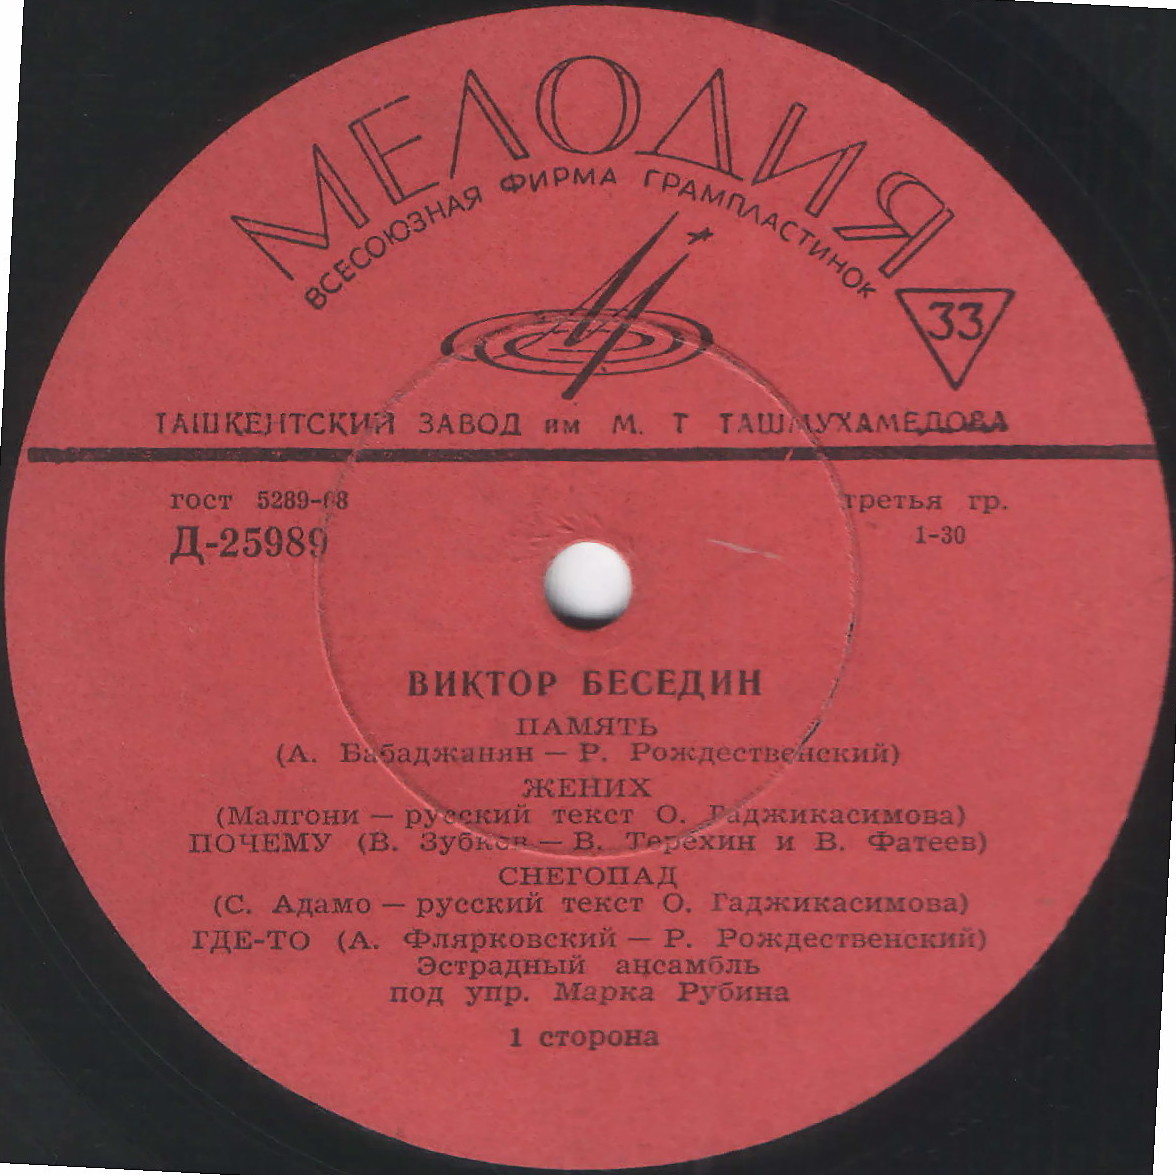 МЕЛОДИЯ
ВСЕСОЮЗНАЯ ФИРМА ГРАМПЛАСТИНОК
33
ТАШКЕНТСКИЙ ЗАВОД им М. Т ТАШМУХАМЕДОВА
гост 5289-68
третья гр.
Д-25989
1-30
ВИКТОР БЕСЕДИН
ПАМЯТЬ
(А. Бабаджанян — Р. Рождественский)
ЖЕНИХ
(Малгони — русский текст О. Гаджикасимова)
ПОЧЕМУ (В. Зубков — В. Терехин и В. Фатеев)
СНЕГОПАД
(С. Адамо — русский текст О. Гаджикасимова)
ГДЕ-ТО (А. Флярковский — Р. Рождественский)
Эстрадный ансамбль
под упр. Марка Рубина
1 сторона